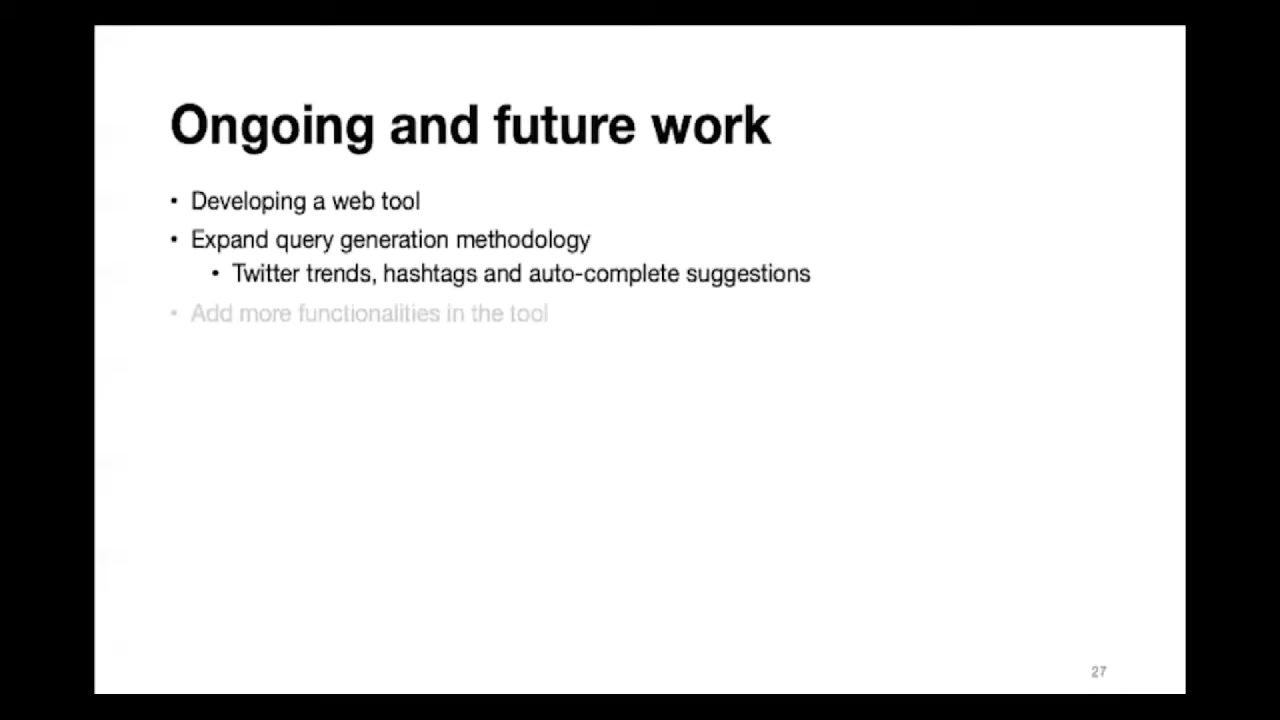 Ongoing and future work
• Developing a web tool
• Expand query generation methodology
• Twitter trends, hashtags and auto-complete suggestions
• Add more functionalities in the tool
27